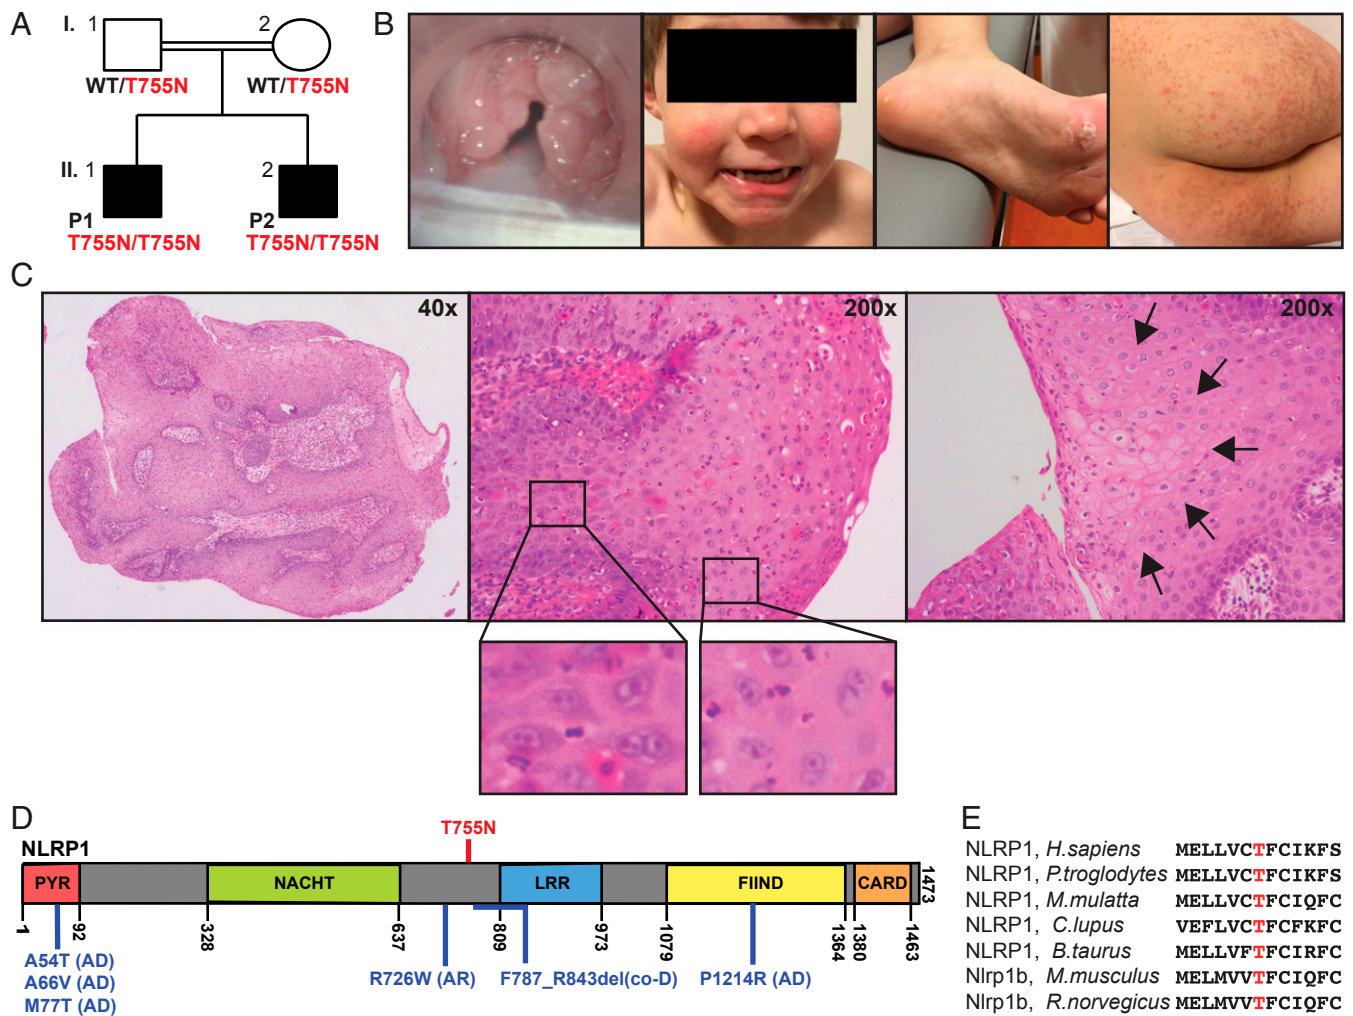 A
I. 1
2
WT/T755N
WT/T755N
II. 1
2
P1
P2
T755N/T755N
T755N/T755N
B
C
40x
200x
200x
D
T755N
NLRP1
PYR
NACHT
LRR
FIIND
CARD
1473
1
92
328
637
809
973
1079
1364
1380
1463
A54T (AD)
A66V (AD)
M77T (AD)
R726W (AR)
F787_R843del(co-D)
P1214R (AD)
E
NLRP1, H.sapiens MELLVCTFCIKFS
NLRP1, P.troglodytes MELLVCTFCIKFS
NLRP1, M.mulatta MELLVCTFCIQFC
NLRP1, C.lupus VEFLVCTFCFKFC
NLRP1, B.taurus MELLVFTFCIRFC
Nlrp1b, M.musculus MELMVVTFCIQFC
Nlrp1b, R.norvegicus MELMVVTFCIQFC